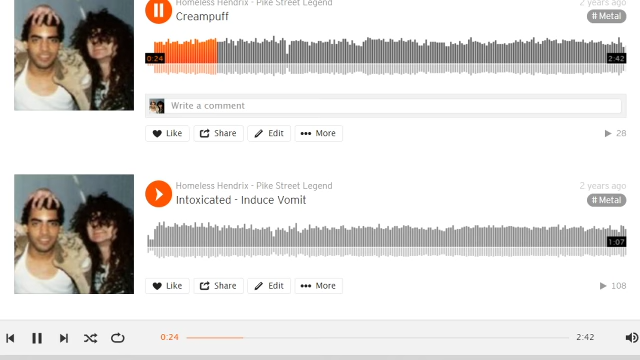 Homeless Hendrix - Pike Street Legend
2 years ago
Creampuff
# Metal
0:24
2:42
Write a comment
Like
Share
Edit
More
28
Homeless Hendrix - Pike Street Legend
2 years ago
Intoxicated - Induce Vomit
# Metal
1:07
Like
Share
Edit
More
108
0:24
2:42